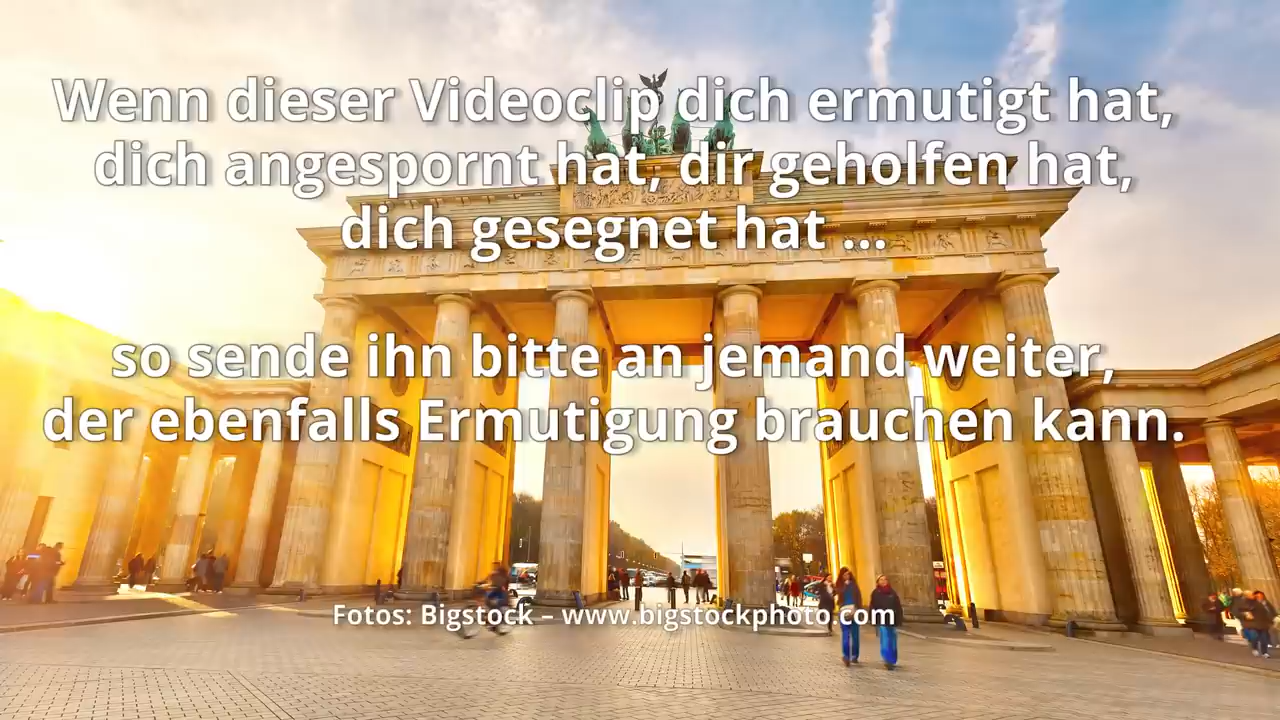 Wenn dieser Videoclip dich ermutigt hat,
dich angespornt hat, dir geholfen hat,
dich gesegnet hat ...
so sende ihn bitte an jemand weiter,
der ebenfalls Ermutigung brauchen kann.
Fotos: Bigstock – www.bigstockphoto.com